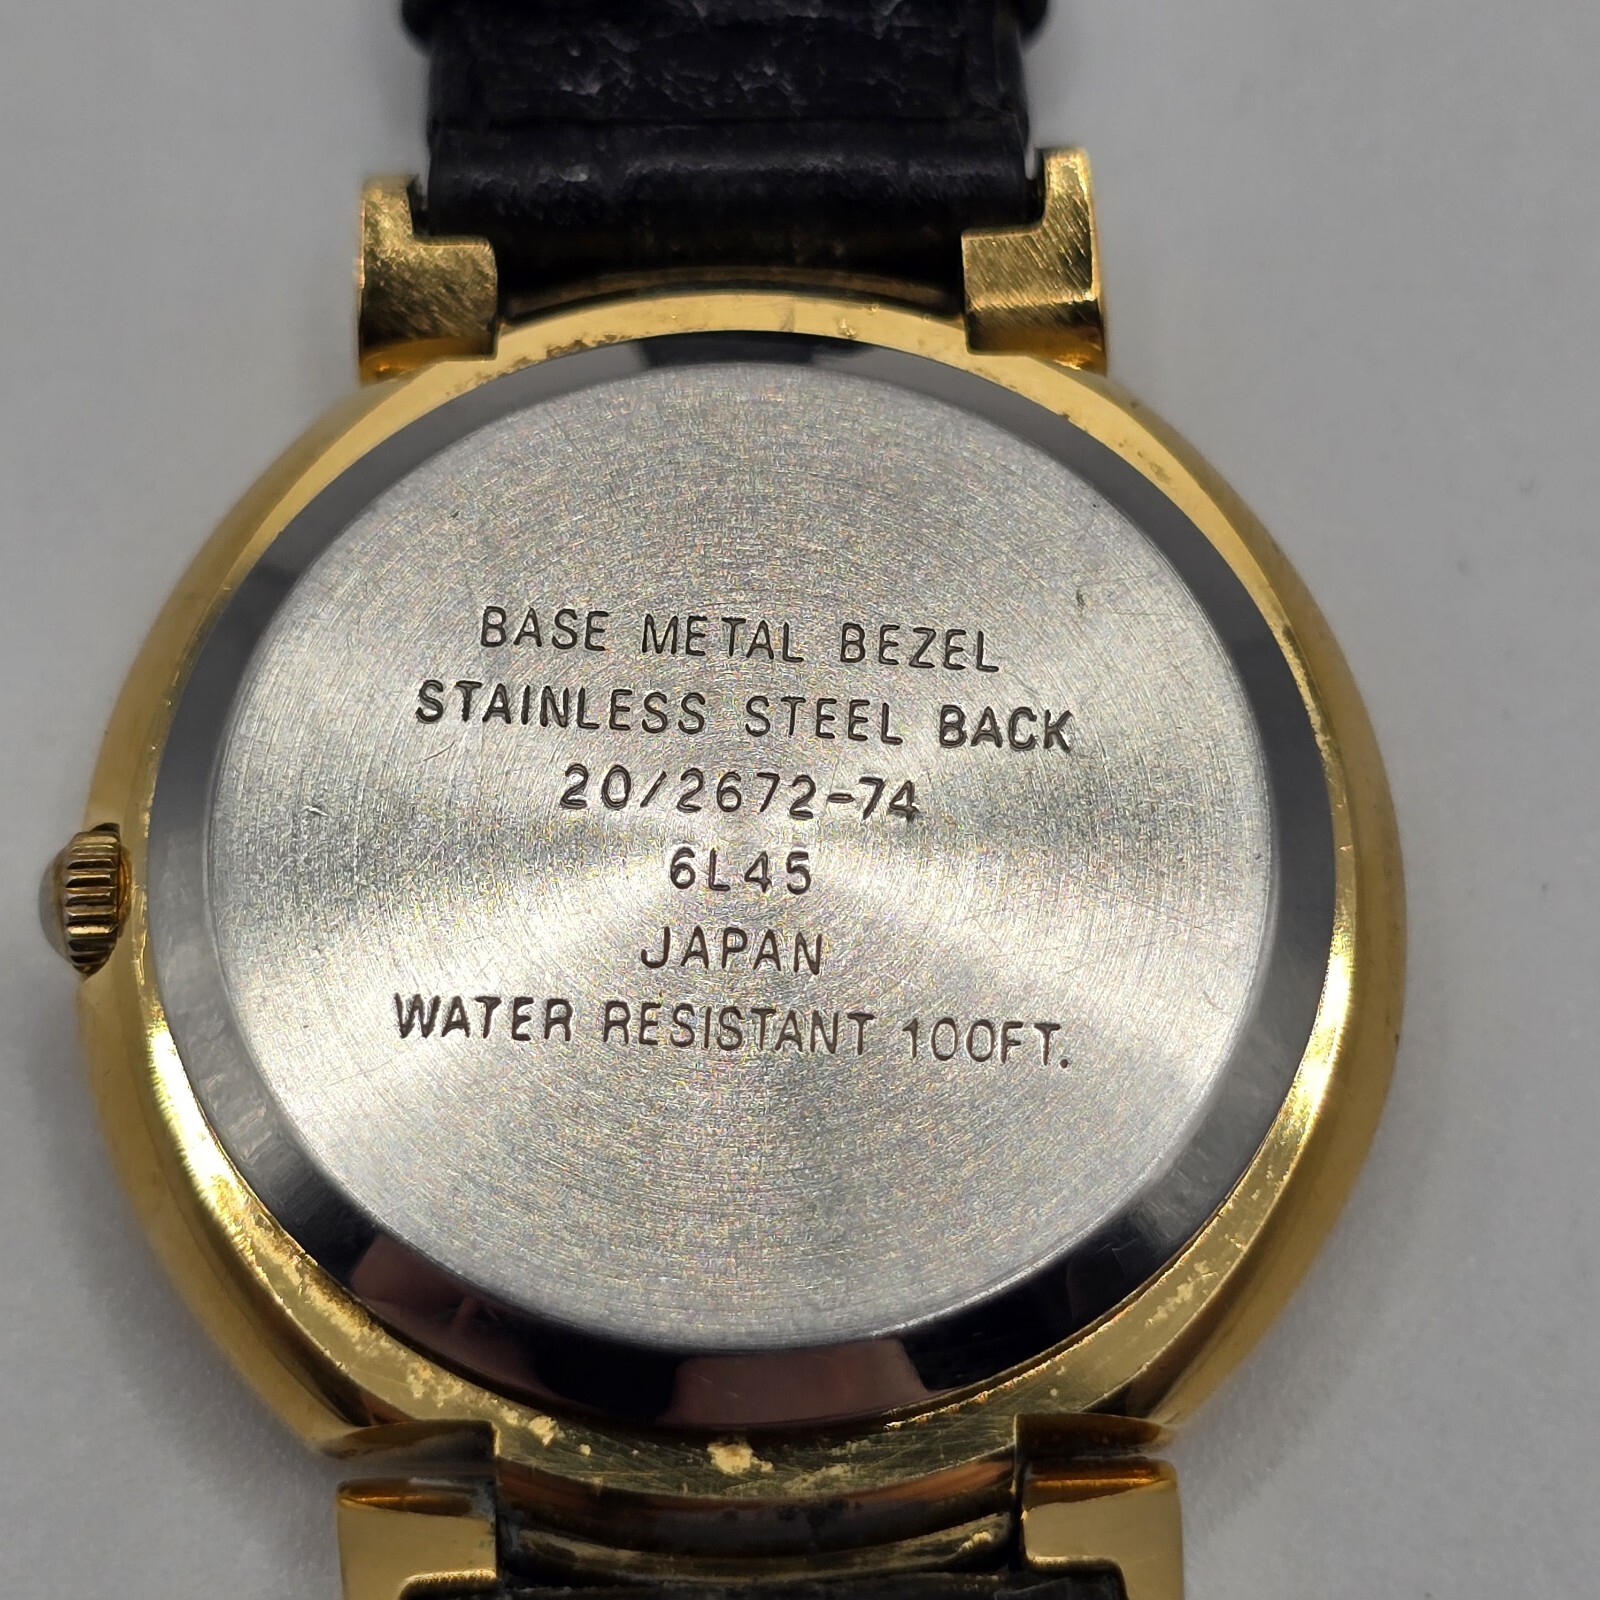 BASE METAL BEZEL
STAINLESS STEEL BACK
20/2672-74
6L45
JAPAN
WATER RESISTANT 100FT.